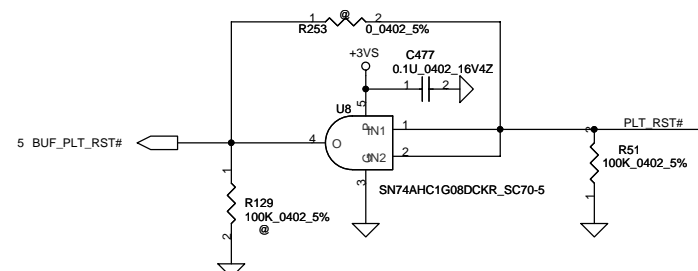 1 @ 2
R253 0_0402_5%
+3VS
C477
0.1U_0402_16V4Z
1 2
U8
5
P
5 BUF_PLT_RST#
4 O
IN1 1
IN2 2
G
3
SN74AHC1G08DCKR_SC70-5
PLT_RST#
2
R51
100K_0402_5%
1
1
R129
100K_0402_5%
2
@